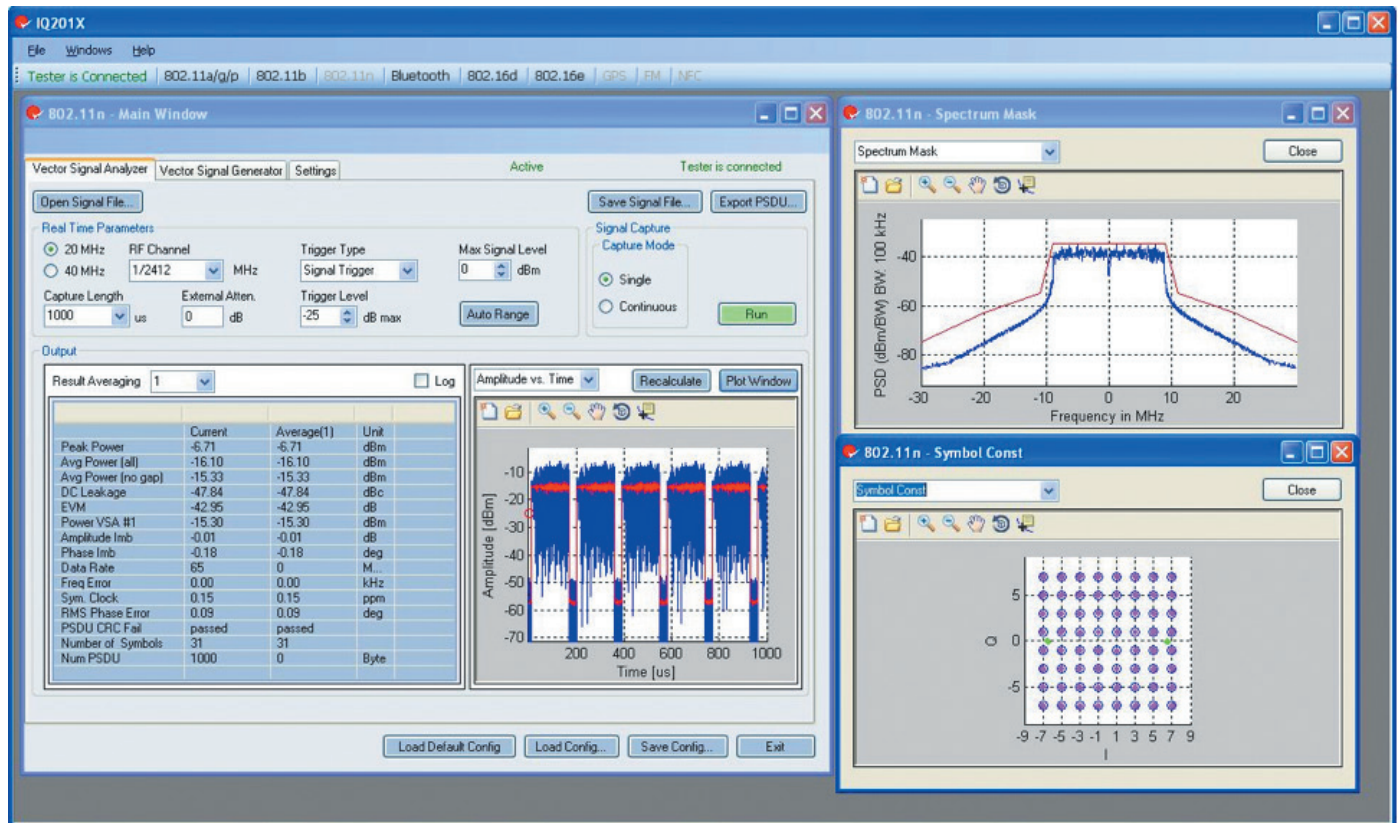 IQ201X
File Windows Help
Tester is Connected 802.11a/g/p 802.11b 802.11n Bluetooth 802.16d 802.16e GPS FM NFC
802.11n - Main Window
Vector Signal Analyzer Vector Signal Generator Settings Active Tester is connected
Open Signal File... Save Signal File... Export PSDU...
Real Time Parameters
20 MHz RF Channel Trigger Type Max Signal Level
40 MHz 1/2412 MHz Signal Trigger 0 dBm
Capture Length External Atten. Trigger Level
1000 us 0 dB -25 dB max Auto Range
Signal Capture
Capture Mode
Single
Continuous Run
Output
Result Averaging 1 Log
Current Average(1) Unit
Peak Power -6.71 -6.71 dBm
Avg Power (all) -16.10 -16.10 dBm
Avg Power (no gap) -15.33 -15.33 dBm
DC Leakage -47.84 -47.84 dBc
EVM -42.95 -42.95 dB
Power VSA #1 -15.30 -15.30 dBm
Amplitude Imb -0.01 -0.01 dB
Phase Imb -0.18 -0.18 deg
Data Rate 65 0 M...
Freq Error 0.00 0.00 kHz
Sym. Clock 0.15 0.15 ppm
RMS Phase Error 0.09 0.09 deg
PSDU CRC Fail passed passed
Number of Symbols 31 31
Num PSDU 1000 0 Byte
Amplitude vs. Time Recalculate Plot Window
Amplitude [dBm]
-10
-20
-30
-40
-50
-60
-70
200 400 600 800 1000
Time [us]
Load Default Config Load Config... Save Config... Exit
802.11n - Spectrum Mask
Spectrum Mask Close
PSD (dBm/BW) BW: 100 kHz
-40
-60
-80
-30 -20 -10 0 10 20
Frequency in MHz
802.11n - Symbol Const
Symbol Const Close
Q
5
0
-5
-9 -7 -5 -3 -1 1 3 5 7 9
I